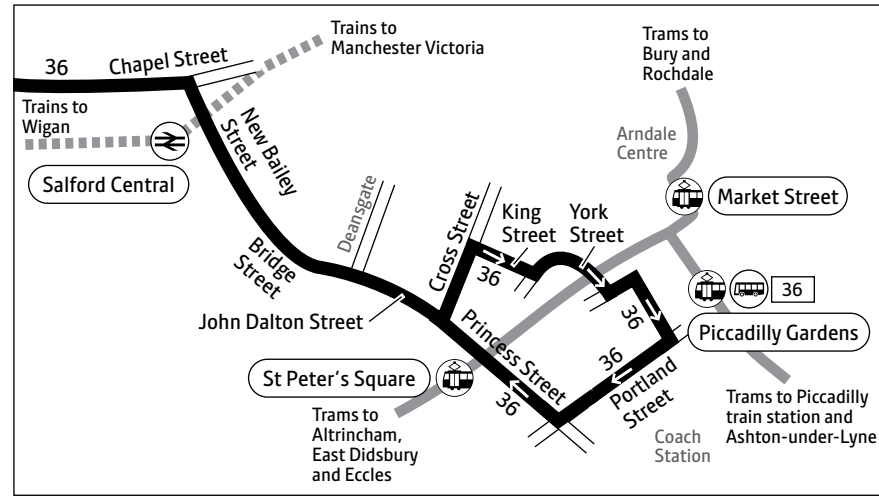 36
Chapel Street
Trains to
Manchester Victoria
Trams to
Bury and
Rochdale
Trains to
Wigan
Salford Central
New Bailey
Street
Arndale
Centre
Market Street
Deansgate
Cross Street
King
Street
York
Street
36
Bridge
Street
36
36
Piccadilly Gardens
John Dalton Street
Princess Street
36
Portland
Street
St Peter's Square
36
Trams to
Altrincham,
East Didsbury
and Eccles
Coach
Station
Trams to Piccadilly
train station and
Ashton-under-Lyne